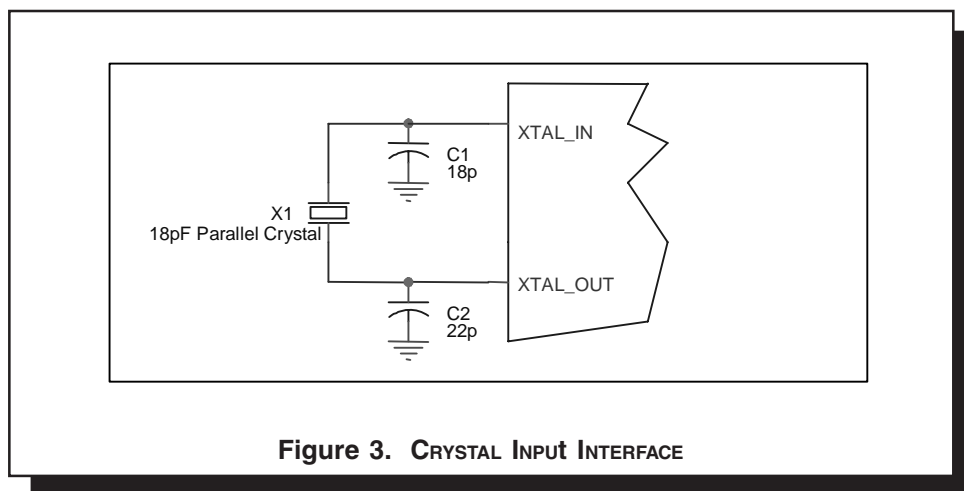 XTAL_IN
C1
18p
X1
18pF Parallel Crystal
XTAL_OUT
C2
22p
Figure 3. CRYSTAL INPUT INTERFACE